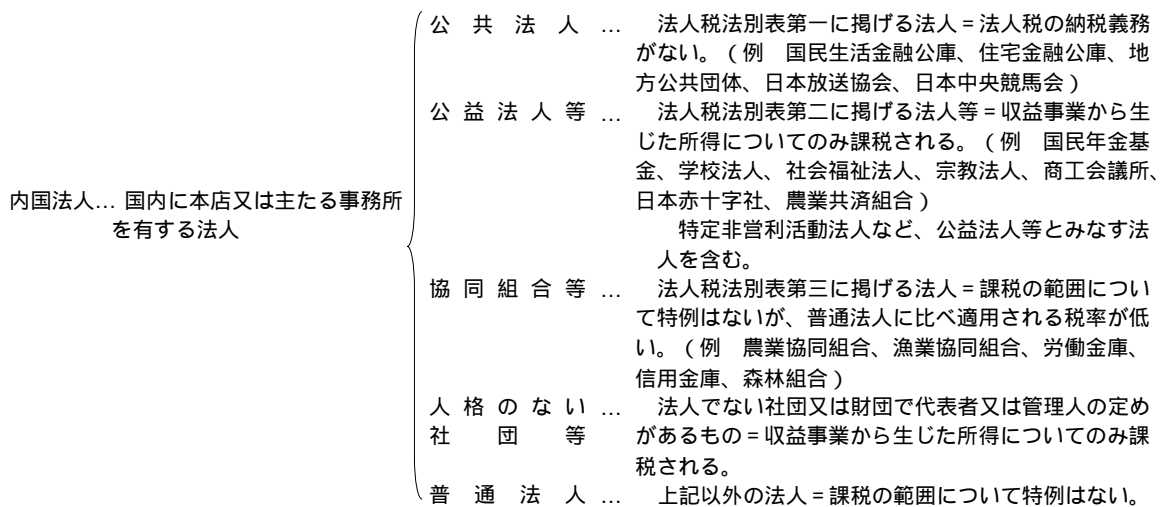 公共法人… 法人税法別表第一に掲げる法人=法人税の納税義務
がない。(例 国民生活金融公庫、住宅金融公庫、地
方公共団体、日本放送協会、日本中央競馬会)
公益法人等… 法人税法別表第二に掲げる法人等=収益事業から生
じた所得についてのみ課税される。(例 国民年金基
金、学校法人、社会福祉法人、宗教法人、商工会議所、
日本赤十字社、農業共済組合)
特定非営利活動法人など、公益法人等とみなす法
人を含む。
内国法人… 国内に本店又は主たる事務所
を有する法人
協同組合等… 法人税法別表第三に掲げる法人=課税の範囲につい
て特例はないが、普通法人に比べ適用される税率が低
い。(例 農業協同組合、漁業協同組合、労働金庫、
信用金庫、森林組合)
人格のない… 法人でない社団又は財団で代表者又は管理人の定め
社団等 があるもの=収益事業から生じた所得についてのみ課
税される。
普通法人… 上記以外の法人=課税の範囲について特例はない。